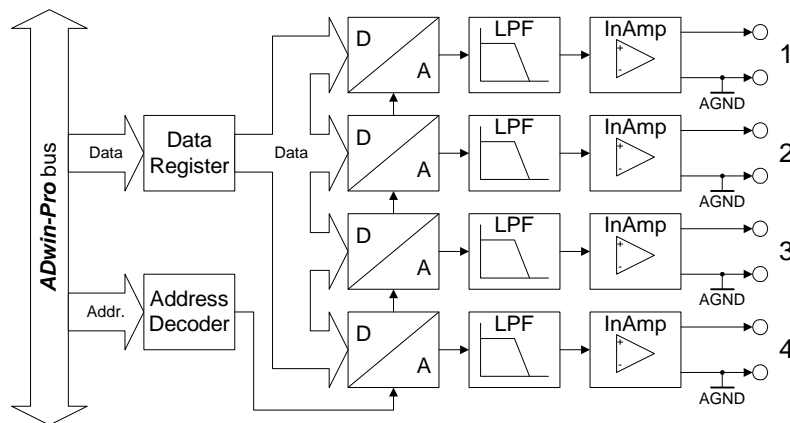 ADwin-Pro bus
Data
Data
Register
Data
Addr.
Address
Decoder
D
A
LPF
InAmp
+
-
AGND
1
D
A
LPF
InAmp
+
-
AGND
2
D
A
LPF
InAmp
+
-
AGND
3
D
A
LPF
InAmp
+
-
AGND
4